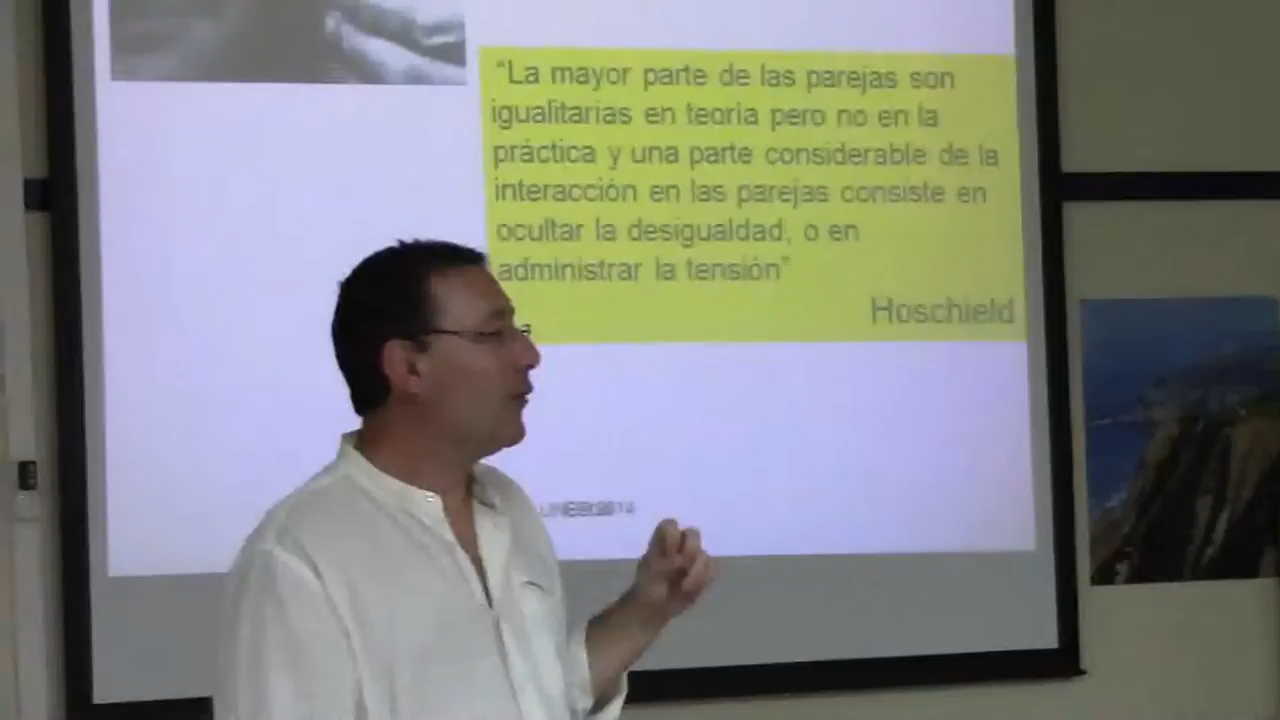 “La mayor parte de las parejas son
igualitarias en teoría pero no en la
práctica y una parte considerable de la
interacción en las parejas consiste en
ocultar la desigualdad, o en
administrar la tensión”
Hoschield
a